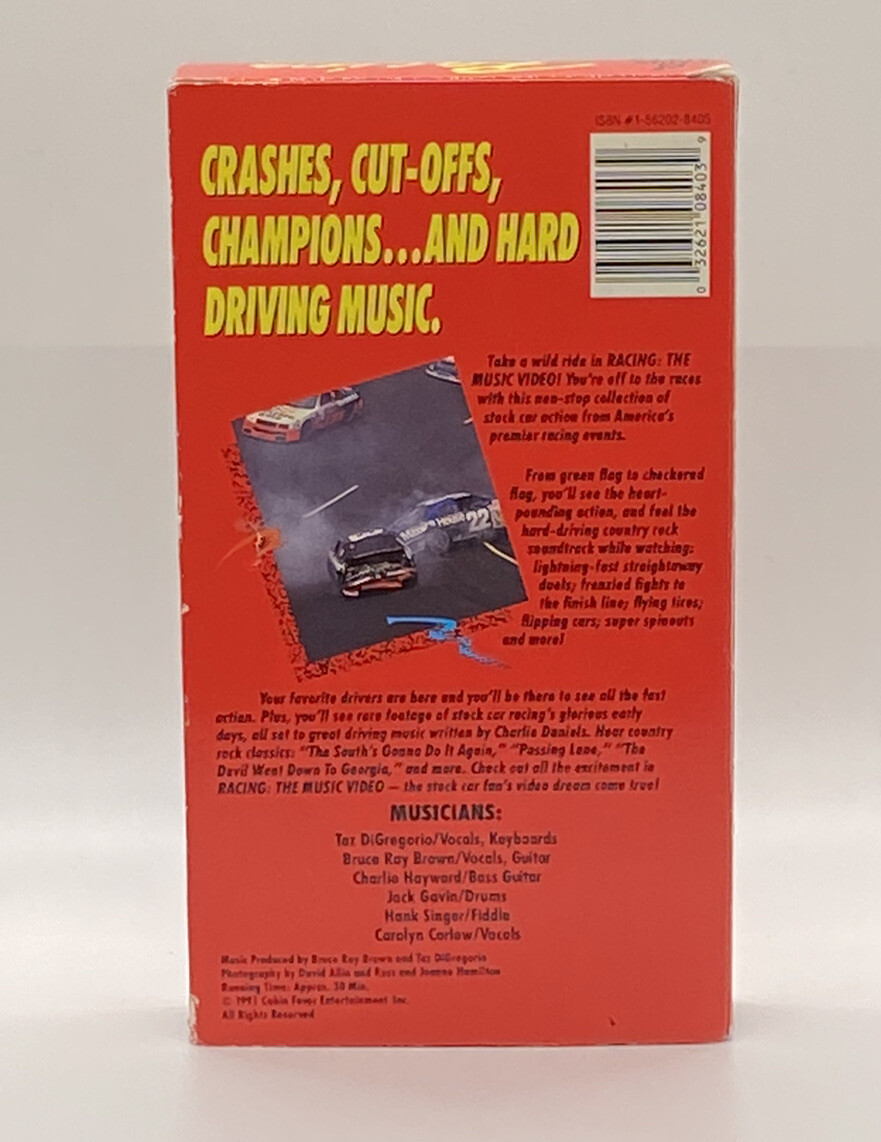 Racing
ISBN #1-56202-8405
0 32621 08403 9
CRASHES, CUT-OFFS,
CHAMPIONS...AND HARD
DRIVING MUSIC.
Take a wild ride in RACING: THE
MUSIC VIDEO! You're off to the races
with this non-stop collection of
stock car action from America's
premier racing events.
From green flag to checkered
flag, you'll see the heart-
pounding action, and feel the
hard-driving country rock
soundtrack while watching:
lightning-fast straightaway
duels; frenzied fights to
the finish line; flying tires;
flipping cars; super spinouts
and more!
22
Your favorite drivers are here and you'll be there to see all the fast
action. Plus, you'll see rare footage of stock car racing's glorious early
days, all set to great driving music written by Charlie Daniels. Hear country
rock classics: "The South's Gonna Do It Again," "Passing Lane," "The
Devil Went Down To Georgia," and more. Check out all the excitement in
RACING: THE MUSIC VIDEO — the stock car fan's video dream come true!
MUSICIANS:
Taz DiGregorio/Vocals, Keyboards
Bruce Ray Brown/Vocals, Guitar
Charlie Hayward/Bass Guitar
Jack Gavin/Drums
Hank Singer/Fiddle
Carolyn Corlew/Vocals
Music Produced by Bruce Ray Brown and Taz DiGregorio
Photography by David Allio and Russ and Joanne Hamilton
Running Time: Approx. 30 Min.
© 1991 Cabin Fever Entertainment Inc.
All Rights Reserved